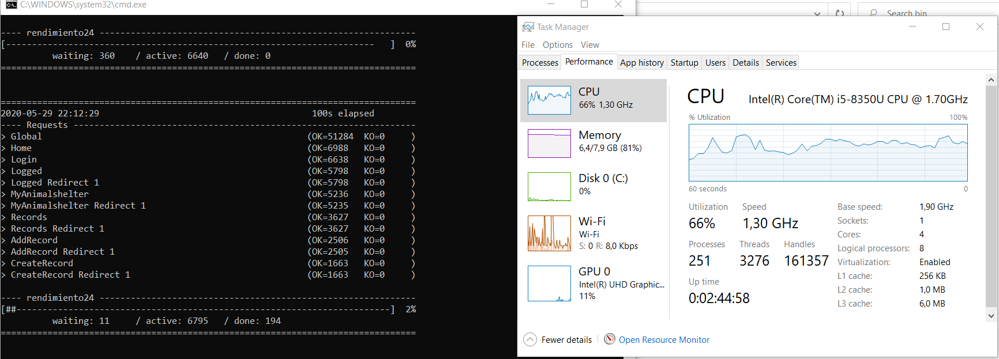 C:\WINDOWS\system32\cmd.exe
---- rendimiento24 -------------------------------------------------------------
[-----------------------------------------------------------------------   ]  0%
          waiting: 360    / active: 6640   / done: 0
================================================================================
================================================================================
2020-05-29 22:12:29                                         100s elapsed
---- Requests ------------------------------------------------------------------
> Global                                                   (OK=51284  KO=0     )
> Home                                                     (OK=6988   KO=0     )
> Login                                                    (OK=6638   KO=0     )
> Logged                                                   (OK=5798   KO=0     )
> Logged Redirect 1                                        (OK=5798   KO=0     )
> MyAnimalshelter                                          (OK=5236   KO=0     )
> MyAnimalshelter Redirect 1                               (OK=5235   KO=0     )
> Records                                                  (OK=3627   KO=0     )
> Records Redirect 1                                       (OK=3627   KO=0     )
> AddRecord                                                (OK=2506   KO=0     )
> AddRecord Redirect 1                                     (OK=2505   KO=0     )
> CreateRecord                                             (OK=1663   KO=0     )
> CreateRecord Redirect 1                                  (OK=1663   KO=0     )
---- rendimiento24 -------------------------------------------------------------
[##------------------------------------------------------------------------]  2%
          waiting: 11     / active: 6795   / done: 194
================================================================================
Search bin
Task Manager
File Options View
Processes Performance App history Startup Users Details Services
CPU
66% 1,30 GHz
Memory
6,4/7,9 GB (81%)
Disk 0 (C:)
0%
Wi-Fi
Wi-Fi
S: 0 R: 8,0 Kbps
GPU 0
Intel(R) UHD Graphic...
11%
CPU Intel(R) Core(TM) i5-8350U CPU @ 1.70GHz
% Utilization 100%
60 seconds 0
Utilization Speed
66% 1,30 GHz
Processes Threads Handles
251 3276 161357
Up time
0:02:44:58
Base speed: 1,90 GHz
Sockets: 1
Cores: 4
Logical processors: 8
Virtualization: Enabled
L1 cache: 256 KB
L2 cache: 1,0 MB
L3 cache: 6,0 MB
Fewer details Open Resource Monitor